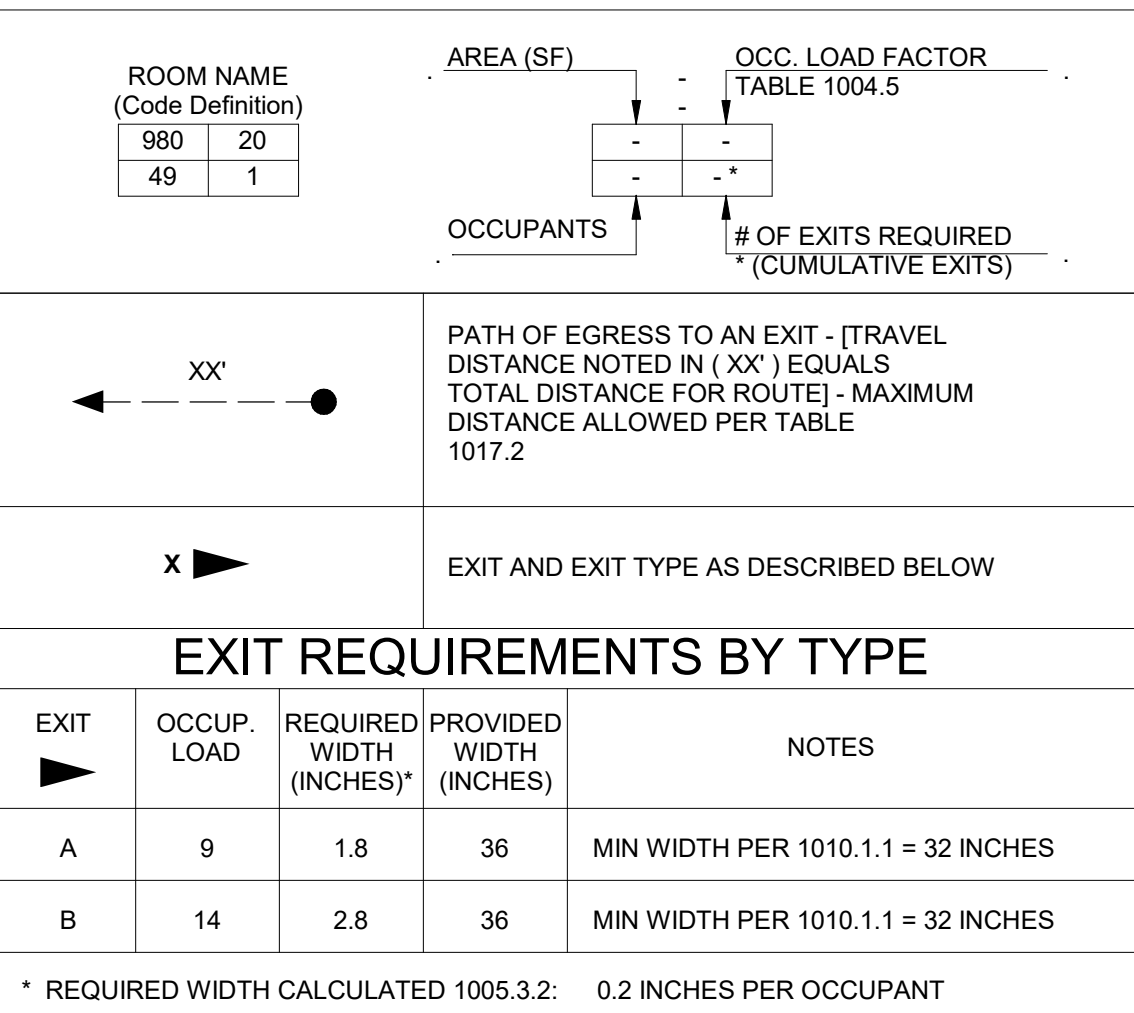 ROOM NAME
(Code Definition)
980 20
49 1
AREA (SF)
-
-
OCC. LOAD FACTOR
TABLE 1004.5
- -
- - *
OCCUPANTS
# OF EXITS REQUIRED
* (CUMULATIVE EXITS)
XX'
PATH OF EGRESS TO AN EXIT - [TRAVEL
DISTANCE NOTED IN ( XX' ) EQUALS
TOTAL DISTANCE FOR ROUTE] - MAXIMUM
DISTANCE ALLOWED PER TABLE
1017.2
X
EXIT AND EXIT TYPE AS DESCRIBED BELOW
EXIT REQUIREMENTS BY TYPE
EXIT
OCCUP.
LOAD
REQUIRED
WIDTH
(INCHES)*
PROVIDED
WIDTH
(INCHES)
NOTES
A 9 1.8 36 MIN WIDTH PER 1010.1.1 = 32 INCHES
B 14 2.8 36 MIN WIDTH PER 1010.1.1 = 32 INCHES
* REQUIRED WIDTH CALCULATED 1005.3.2: 0.2 INCHES PER OCCUPANT